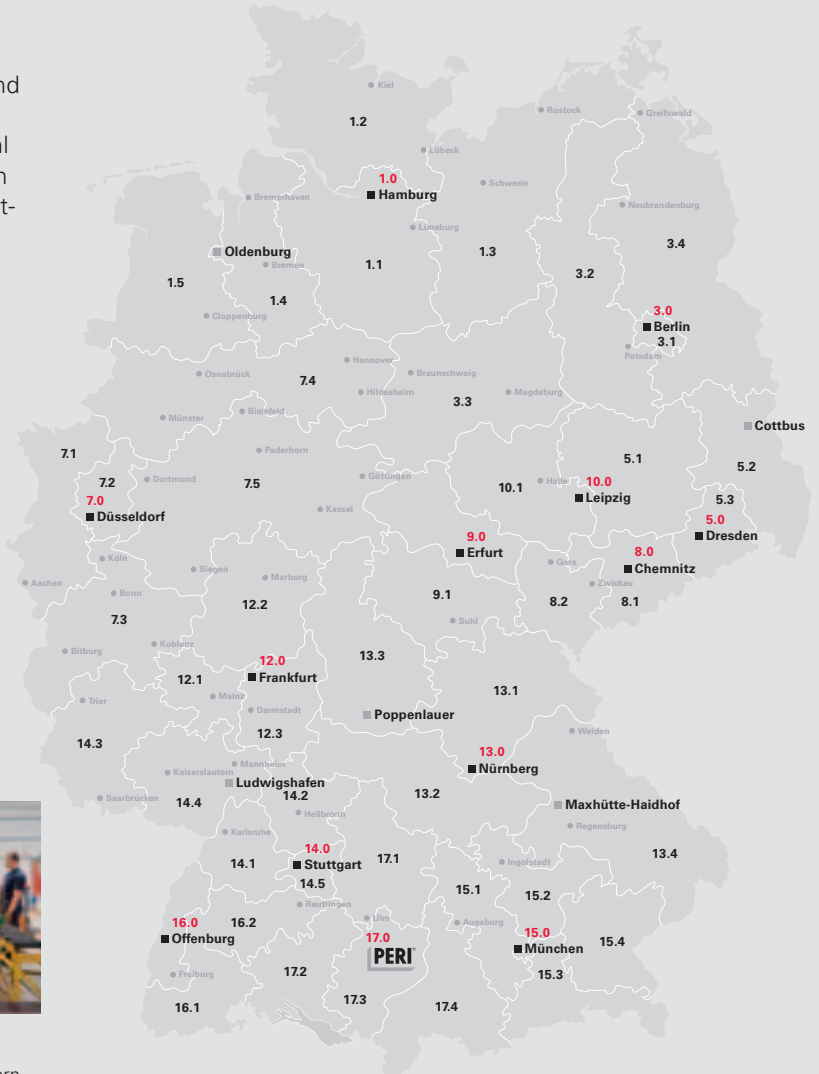 nd
al
n
t-
Kiel
Rostock
Greifswald
1.2
Lübeck
1.0
Hamburg
Schwerin
Bremerhaven
Neubrandenburg
Lüneburg
3.4
Oldenburg
1.3
1.1
Bremen
3.2
1.5
1.4
3.0
Cloppenburg
Berlin
3.1
Potsdam
Hannover
Osnabrück
Braunschweig
7.4
Hildesheim
Magdeburg
3.3
Bielefeld
Münster
Cottbus
7.1
Paderborn
5.1
5.2
Göttingen
7.2
Dortmund
7.5
Halle
10.0
10.1
Leipzig
5.3
7.0
Düsseldorf
Kassel
5.0
Dresden
9.0
Erfurt
8.0
Chemnitz
Köln
Gera
Siegen
Marburg
Aachen
Zwickau
Bonn
9.1
8.2
8.1
12.2
7.3
Suhl
Koblenz
Bitburg
13.3
12.0
Frankfurt
12.1
13.1
Mainz
Trier
Darmstadt
Poppenlauer
12.3
Weiden
14.3
13.0
Nürnberg
Mannheim
Kaiserslautern
Ludwigshafen
14.2
13.2
Saarbrücken
14.4
Maxhütte-Haidhof
Heilbronn
Regensburg
Karlsruhe
14.0
Stuttgart
13.4
14.1
17.1
Ingolstadt
14.5
15.1
15.2
Reutlingen
16.0
16.2
Ulm
Augsburg
Offenburg
17.0
PERI
15.0
München
15.4
Freiburg
17.2
15.3
16.1
17.3
17.4